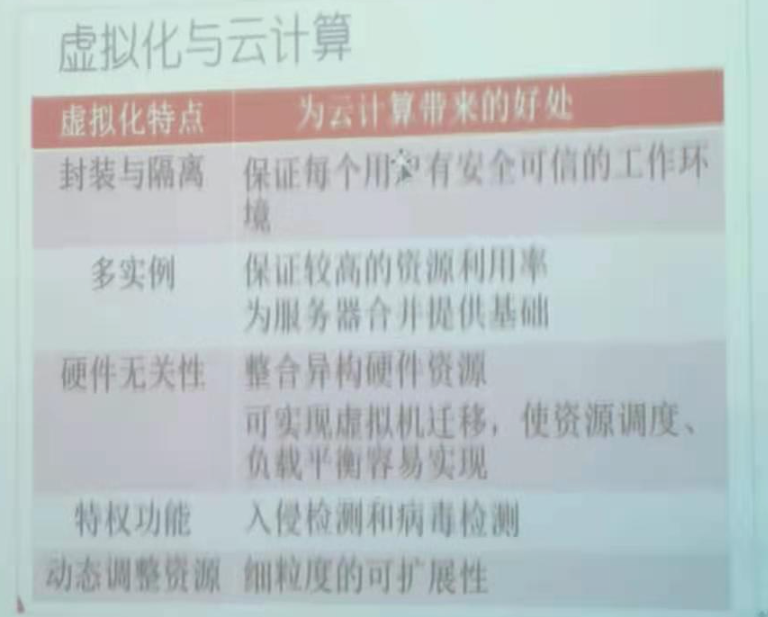 虚拟化与云计算
虚拟化特点 为云计算带来的好处
封装与隔离 保证每个用 有安全可信的工作环
境
多实例 保证较高的资源利用率
为服务器合并提供基础
硬件无关性 整合异构硬件资源
可实现虚拟机迁移，使资源调度、
负载平衡容易实现
特权功能 入侵检测和病毒检测
动态调整资源 细粒度的可扩展性